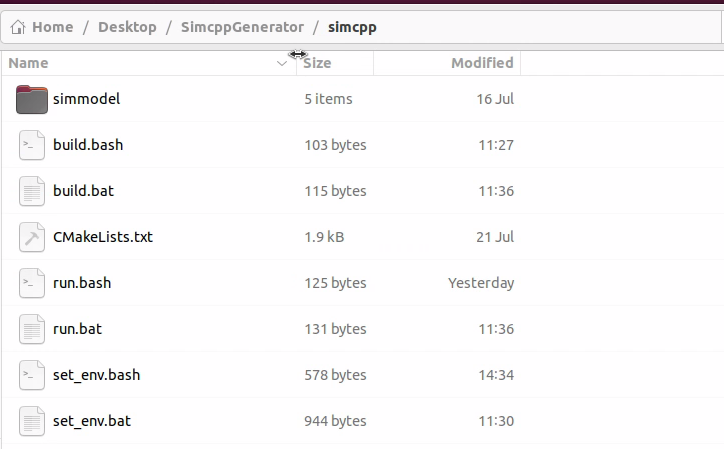 Home / Desktop / SimcppGenerator / simcpp
Name Size Modified
simmodel 5 items 16 Jul
build.bash 103 bytes 11:27
build.bat 115 bytes 11:36
CMakeLists.txt 1.9 kB 21 Jul
run.bash 125 bytes Yesterday
run.bat 131 bytes 11:36
set_env.bash 578 bytes 14:34
set_env.bat 944 bytes 11:30